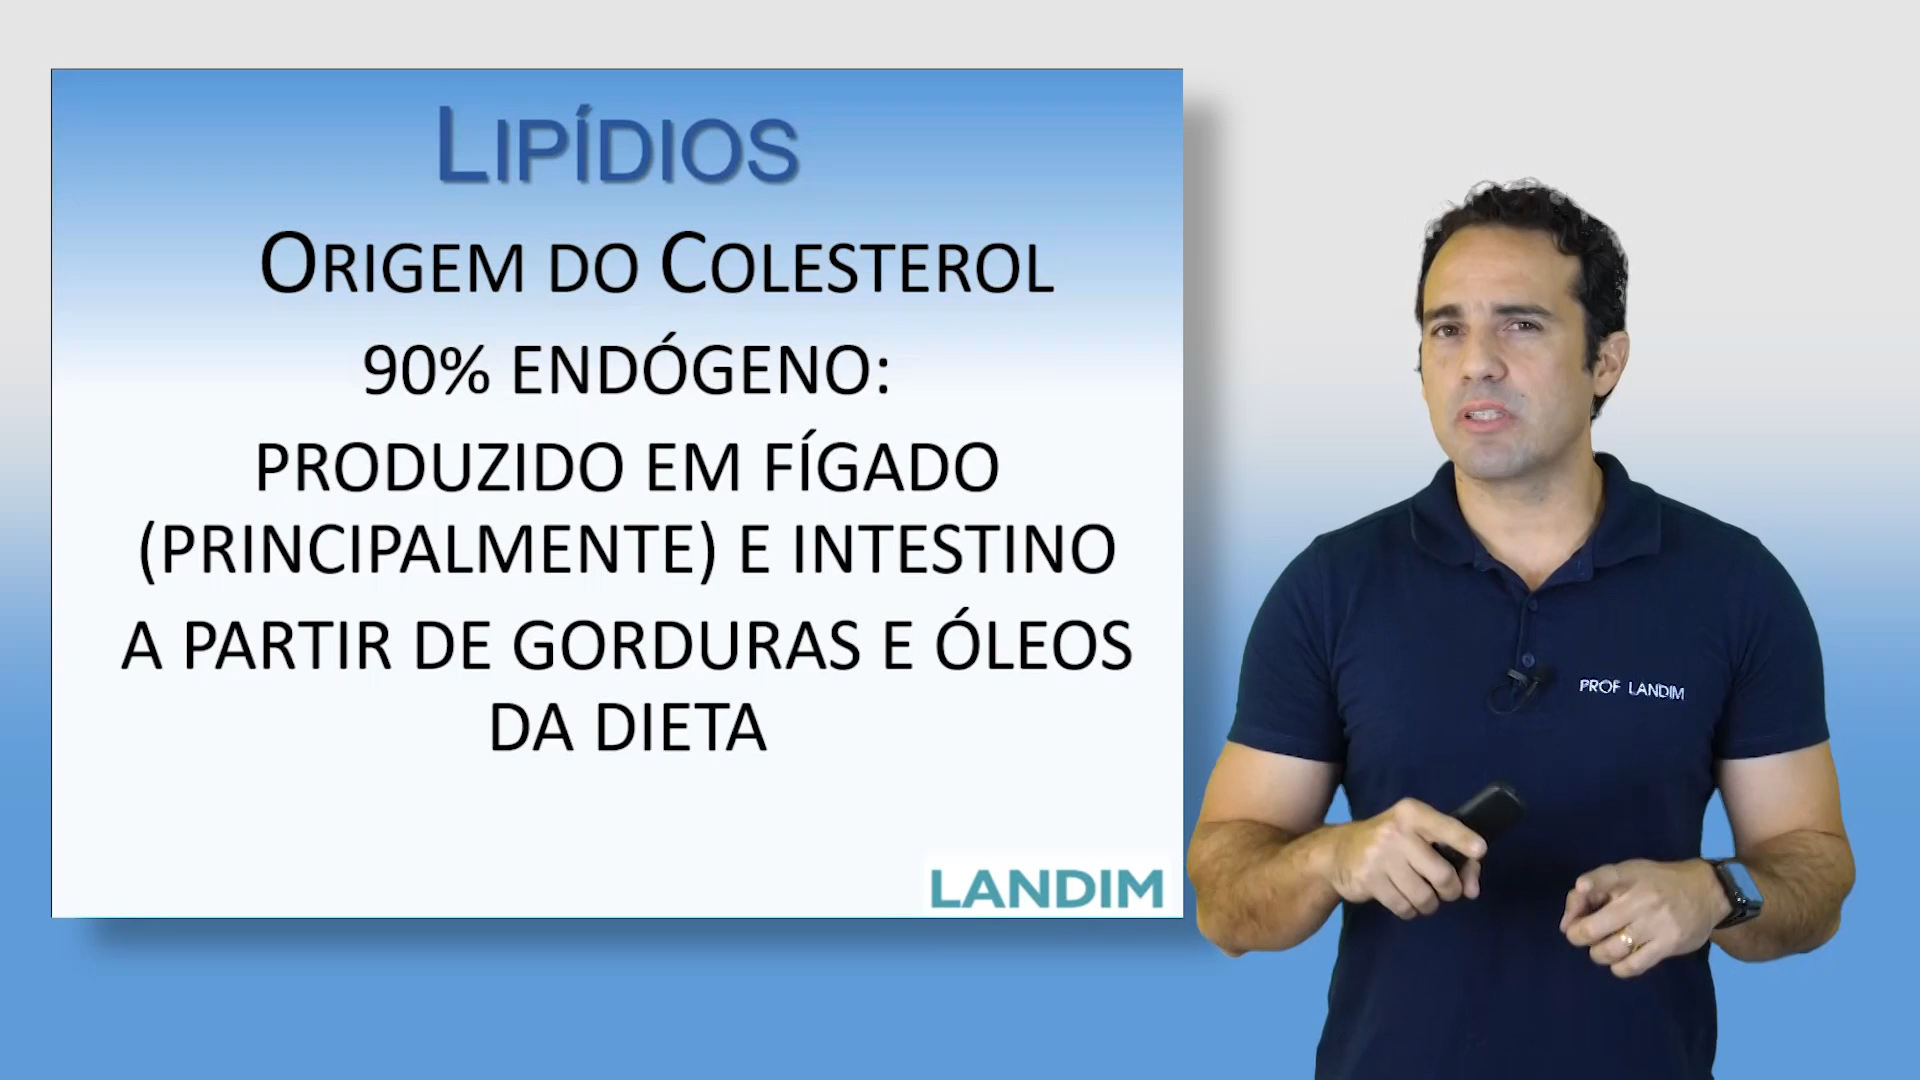 LIPÍDIOS
ORIGEM DO COLESTEROL
90% ENDÓGENO:
PRODUZIDO EM FÍGADO
(PRINCIPALMENTE) E INTESTINO
A PARTIR DE GORDURAS E ÓLEOS
DA DIETA
LANDIM
PROF LANDIM